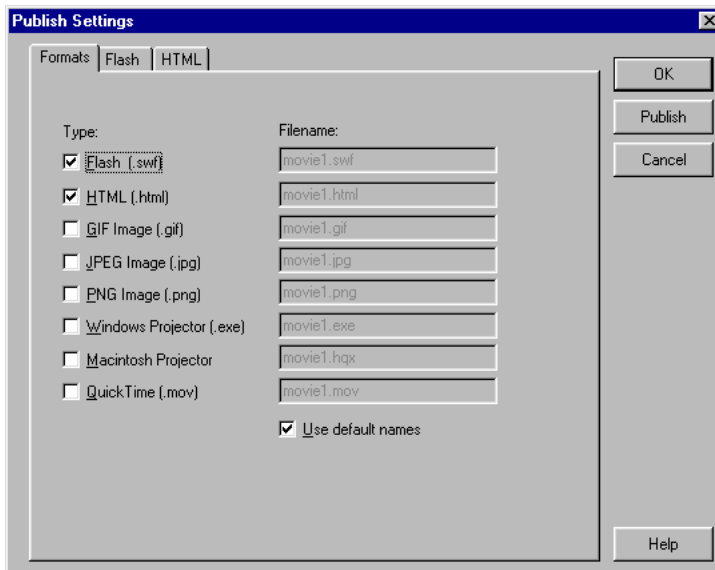 Publish Settings
Formats Flash HTML
OK
Publish
Cancel
Type: Filename:
Flash (.swf) movie1.swf
HTML (.html) movie1.html
GIF Image (.gif) movie1.gif
JPEG Image (.jpg) movie1.jpg
PNG Image (.png) movie1.png
Windows Projector (.exe) movie1.exe
Macintosh Projector movie1.hqx
QuickTime (.mov) movie1.mov
Use default names
Help